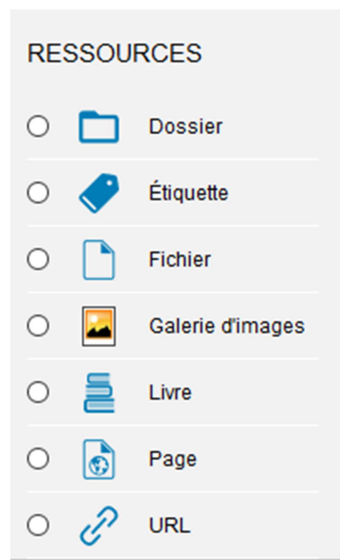 RESSOURCES
Dossier
Étiquette
Fichier
Galerie d'images
Livre
Page
URL